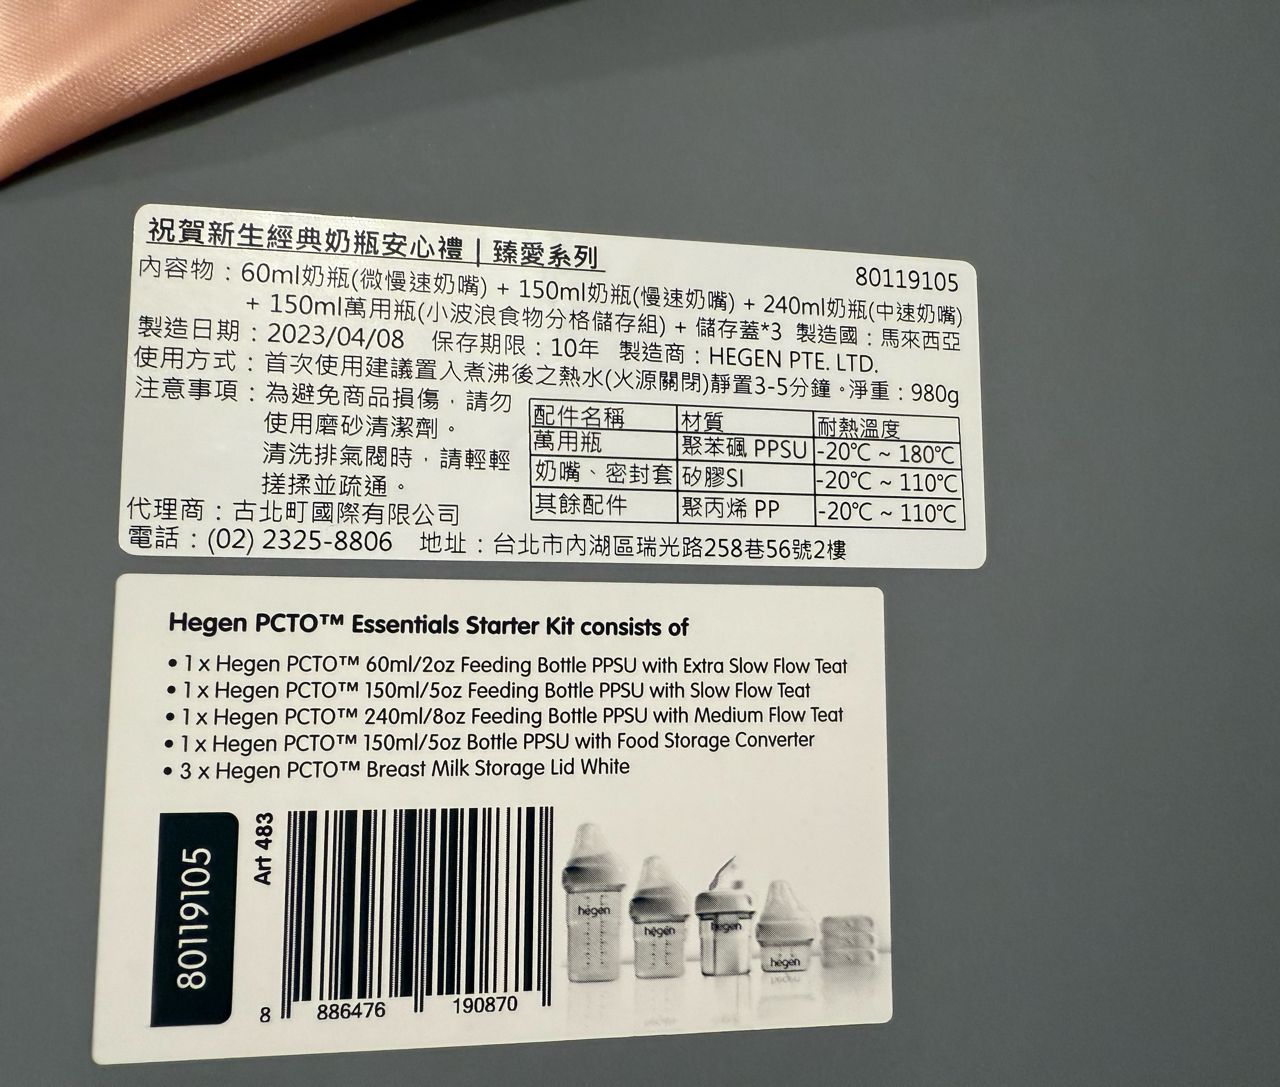 祝賀新生經典奶瓶安心禮 | 臻愛系列
80119105
內容物：60ml奶瓶(微慢速奶嘴) + 150ml奶瓶(慢速奶嘴) + 240ml奶瓶(中速奶嘴)
+ 150ml萬用瓶(小波浪食物分格儲存組) + 儲存蓋*3 製造國：馬來西亞
製造日期：2023/04/08 保存期限：10年 製造商：HEGEN PTE. LTD.
使用方式：首次使用建議置入煮沸後之熱水(火源關閉)靜置3-5分鐘。淨重：980g
注意事項：為避免商品損傷，請勿
使用磨砂清潔劑。
清洗排氣閥時，請輕輕
搓揉並疏通。
配件名稱 材質 耐熱溫度
萬用瓶 聚苯碸 PPSU -20℃ ~ 180℃
奶嘴、密封套 矽膠SI -20℃ ~ 110℃
其餘配件 聚丙烯 PP -20℃ ~ 110℃
代理商：古北町國際有限公司
電話：(02) 2325-8806 地址：台北市內湖區瑞光路258巷56號2樓
Hegen PCTO™ Essentials Starter Kit consists of
• 1 x Hegen PCTO™ 60ml/2oz Feeding Bottle PPSU with Extra Slow Flow Teat
• 1 x Hegen PCTO™ 150ml/5oz Feeding Bottle PPSU with Slow Flow Teat
• 1 x Hegen PCTO™ 240ml/8oz Feeding Bottle PPSU with Medium Flow Teat
• 1 x Hegen PCTO™ 150ml/5oz Bottle PPSU with Food Storage Converter
• 3 x Hegen PCTO™ Breast Milk Storage Lid White
80119105
Art 483
8 886476 190870
hegen
hegen
hegen
hegen